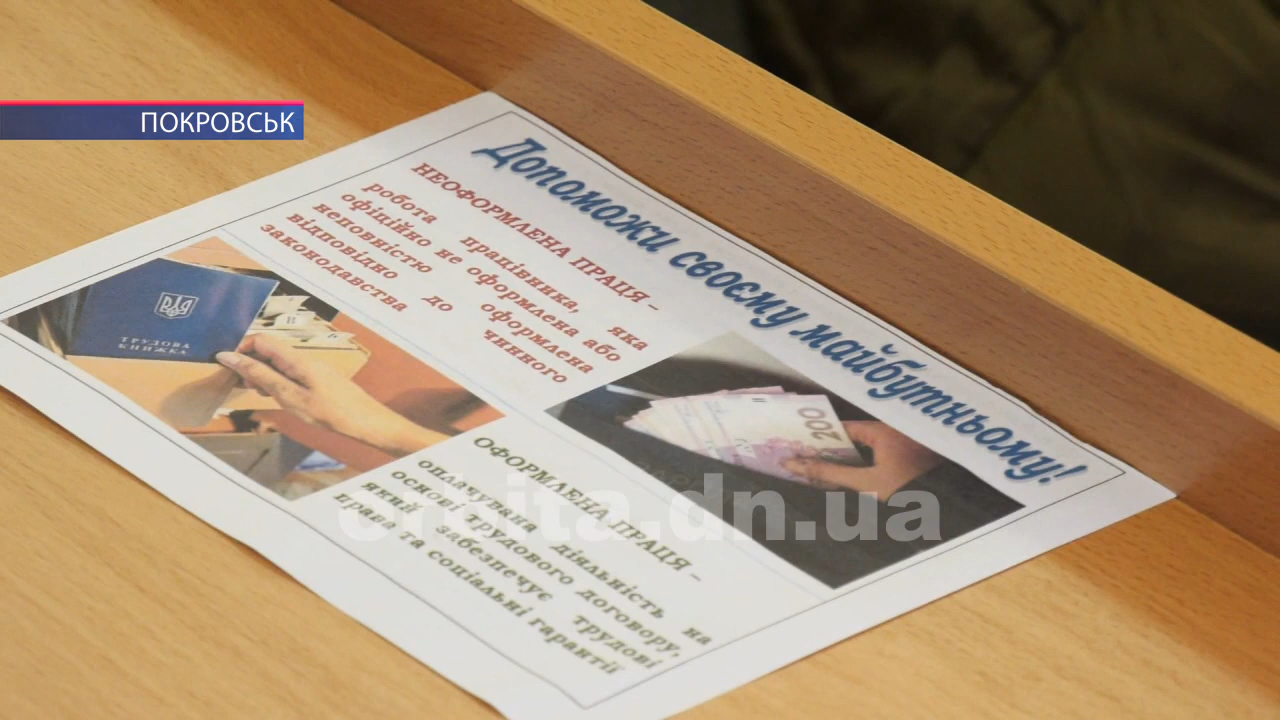 ПОКРОВСЬК
Допоможи своєму майбутньому!
НЕОФОРМЛЕНА ПРАЦЯ –
робота працівника, яка
офіційно не оформлена або
неповністю оформлена
відповідно до чинного
законодавства
ТРУДОВА
КНИЖКА
200
ОФОРМЛЕНА ПРАЦЯ –
оплачувана діяльність на
основі трудового договору,
який забезпечує трудові
права та соціальні гарантії
orbita.dn.ua